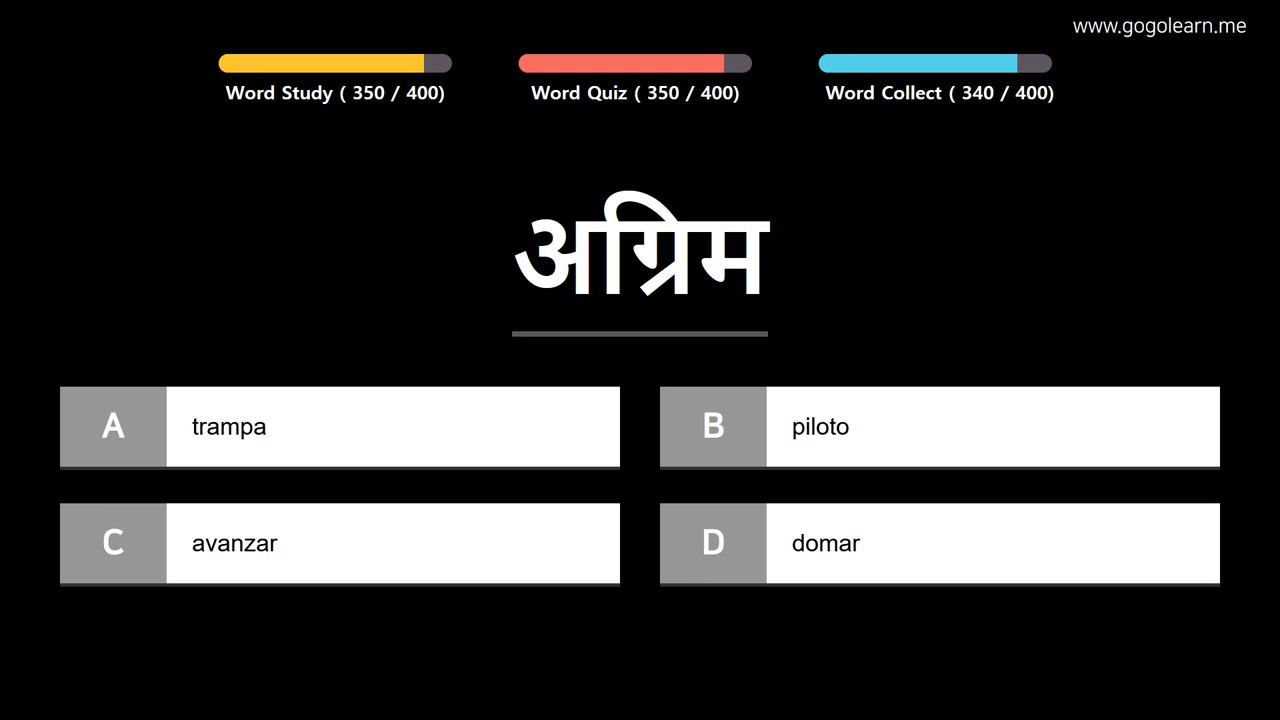 www.gogolearn.me
Word Study ( 350 / 400)
Word Quiz ( 350 / 400)
Word Collect ( 340 / 400)
अग्रिम
A trampa
B piloto
C avanzar
D domar